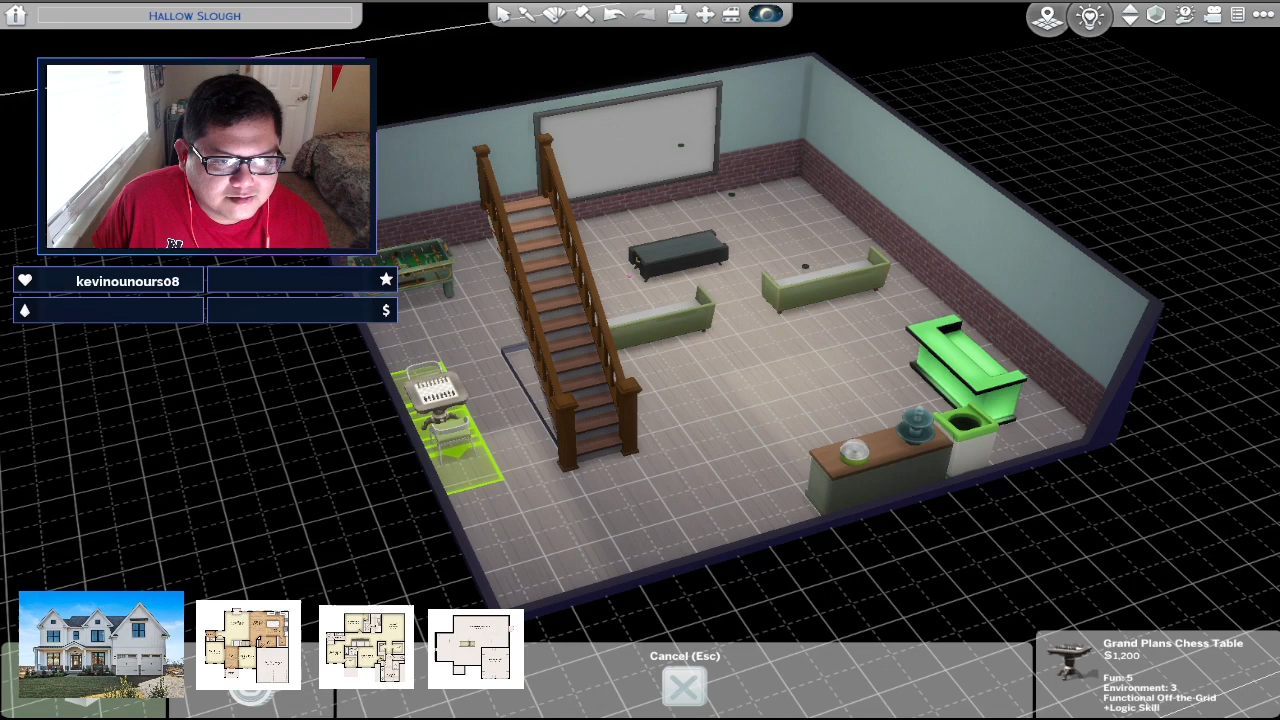 HALLOW SLOUGH
kevinounours08
$
Cancel (Esc)
Grand Plans Chess Table
§1,200
Fun: 5
Environment: 3
Functional Off-the-Grid
+Logic Skill